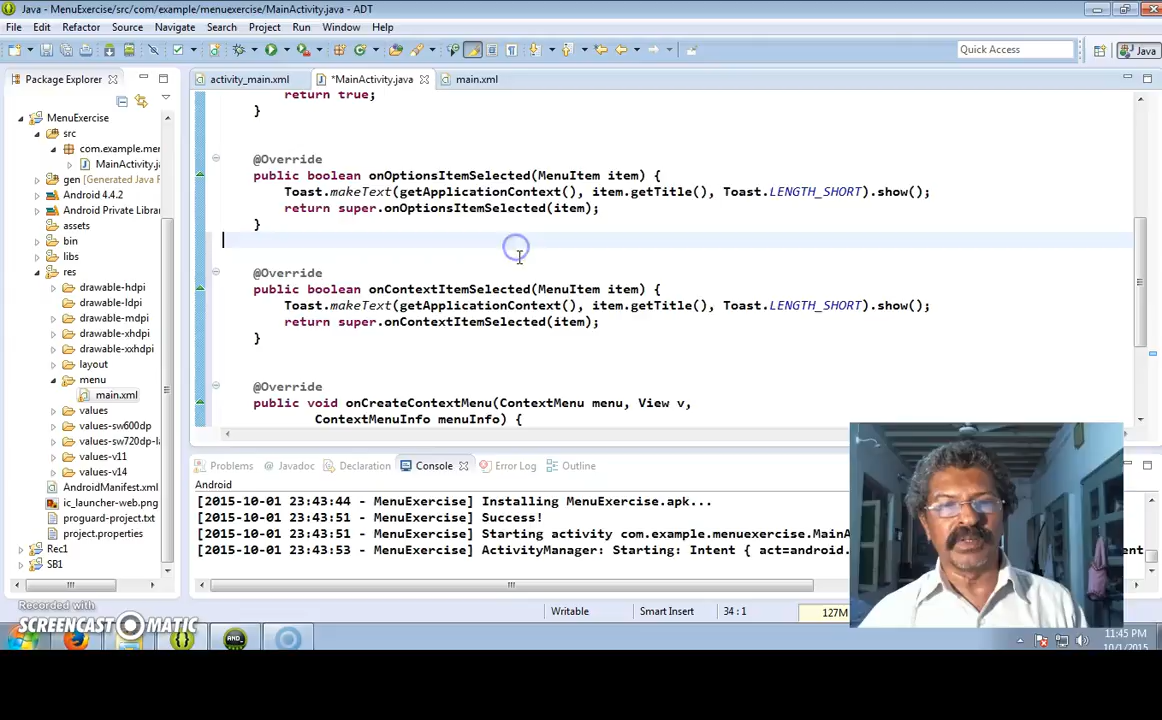 Java - MenuExercise/src/com/example/menuexercise/MainActivity.java - ADT
File Edit Refactor Source Navigate Search Project Run Window Help
Quick Access
Java
Package Explorer
activity_main.xml
*MainActivity.java
main.xml
MenuExercise
src
com.example.mer
MainActivity.ja
gen [Generated Java F
Android 4.4.2
Android Private Librar
assets
bin
libs
res
drawable-hdpi
drawable-ldpi
drawable-mdpi
drawable-xhdpi
drawable-xxhdpi
layout
menu
main.xml
values
values-sw600dp
values-sw720dp-la
values-v11
values-v14
AndroidManifest.xml
ic_launcher-web.png
proguard-project.txt
project.properties
Rec1
SB1
return true;
}
@Override
public boolean onOptionsItemSelected(MenuItem item) {
Toast.makeText(getApplicationContext(), item.getTitle(), Toast.LENGTH_SHORT).show();
return super.onOptionsItemSelected(item);
}
@Override
public boolean onContextItemSelected(MenuItem item) {
Toast.makeText(getApplicationContext(), item.getTitle(), Toast.LENGTH_SHORT).show();
return super.onContextItemSelected(item);
}
@Override
public void onCreateContextMenu(ContextMenu menu, View v,
ContextMenuInfo menuInfo) {
Problems Javadoc Declaration Console Error Log Outline
Android
[2015-10-01 23:43:44 - MenuExercise] Installing MenuExercise.apk...
[2015-10-01 23:43:51 - MenuExercise] Success!
[2015-10-01 23:43:51 - MenuExercise] Starting activity com.example.menuexercise.MainA
[2015-10-01 23:43:53 - MenuExercise] ActivityManager: Starting: Intent { act=android. ent
Writable
Smart Insert
34 : 1
127M
Recorded with
SCREENCAST-O-MATIC
11:45 PM
10/1/2015